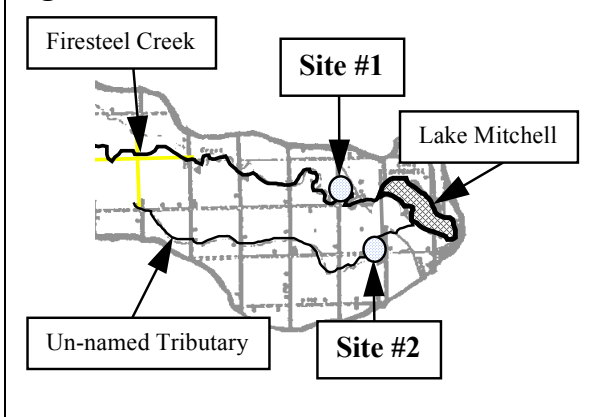 Firesteel Creek
Site #1
Lake Mitchell
Un-named Tributary
Site #2